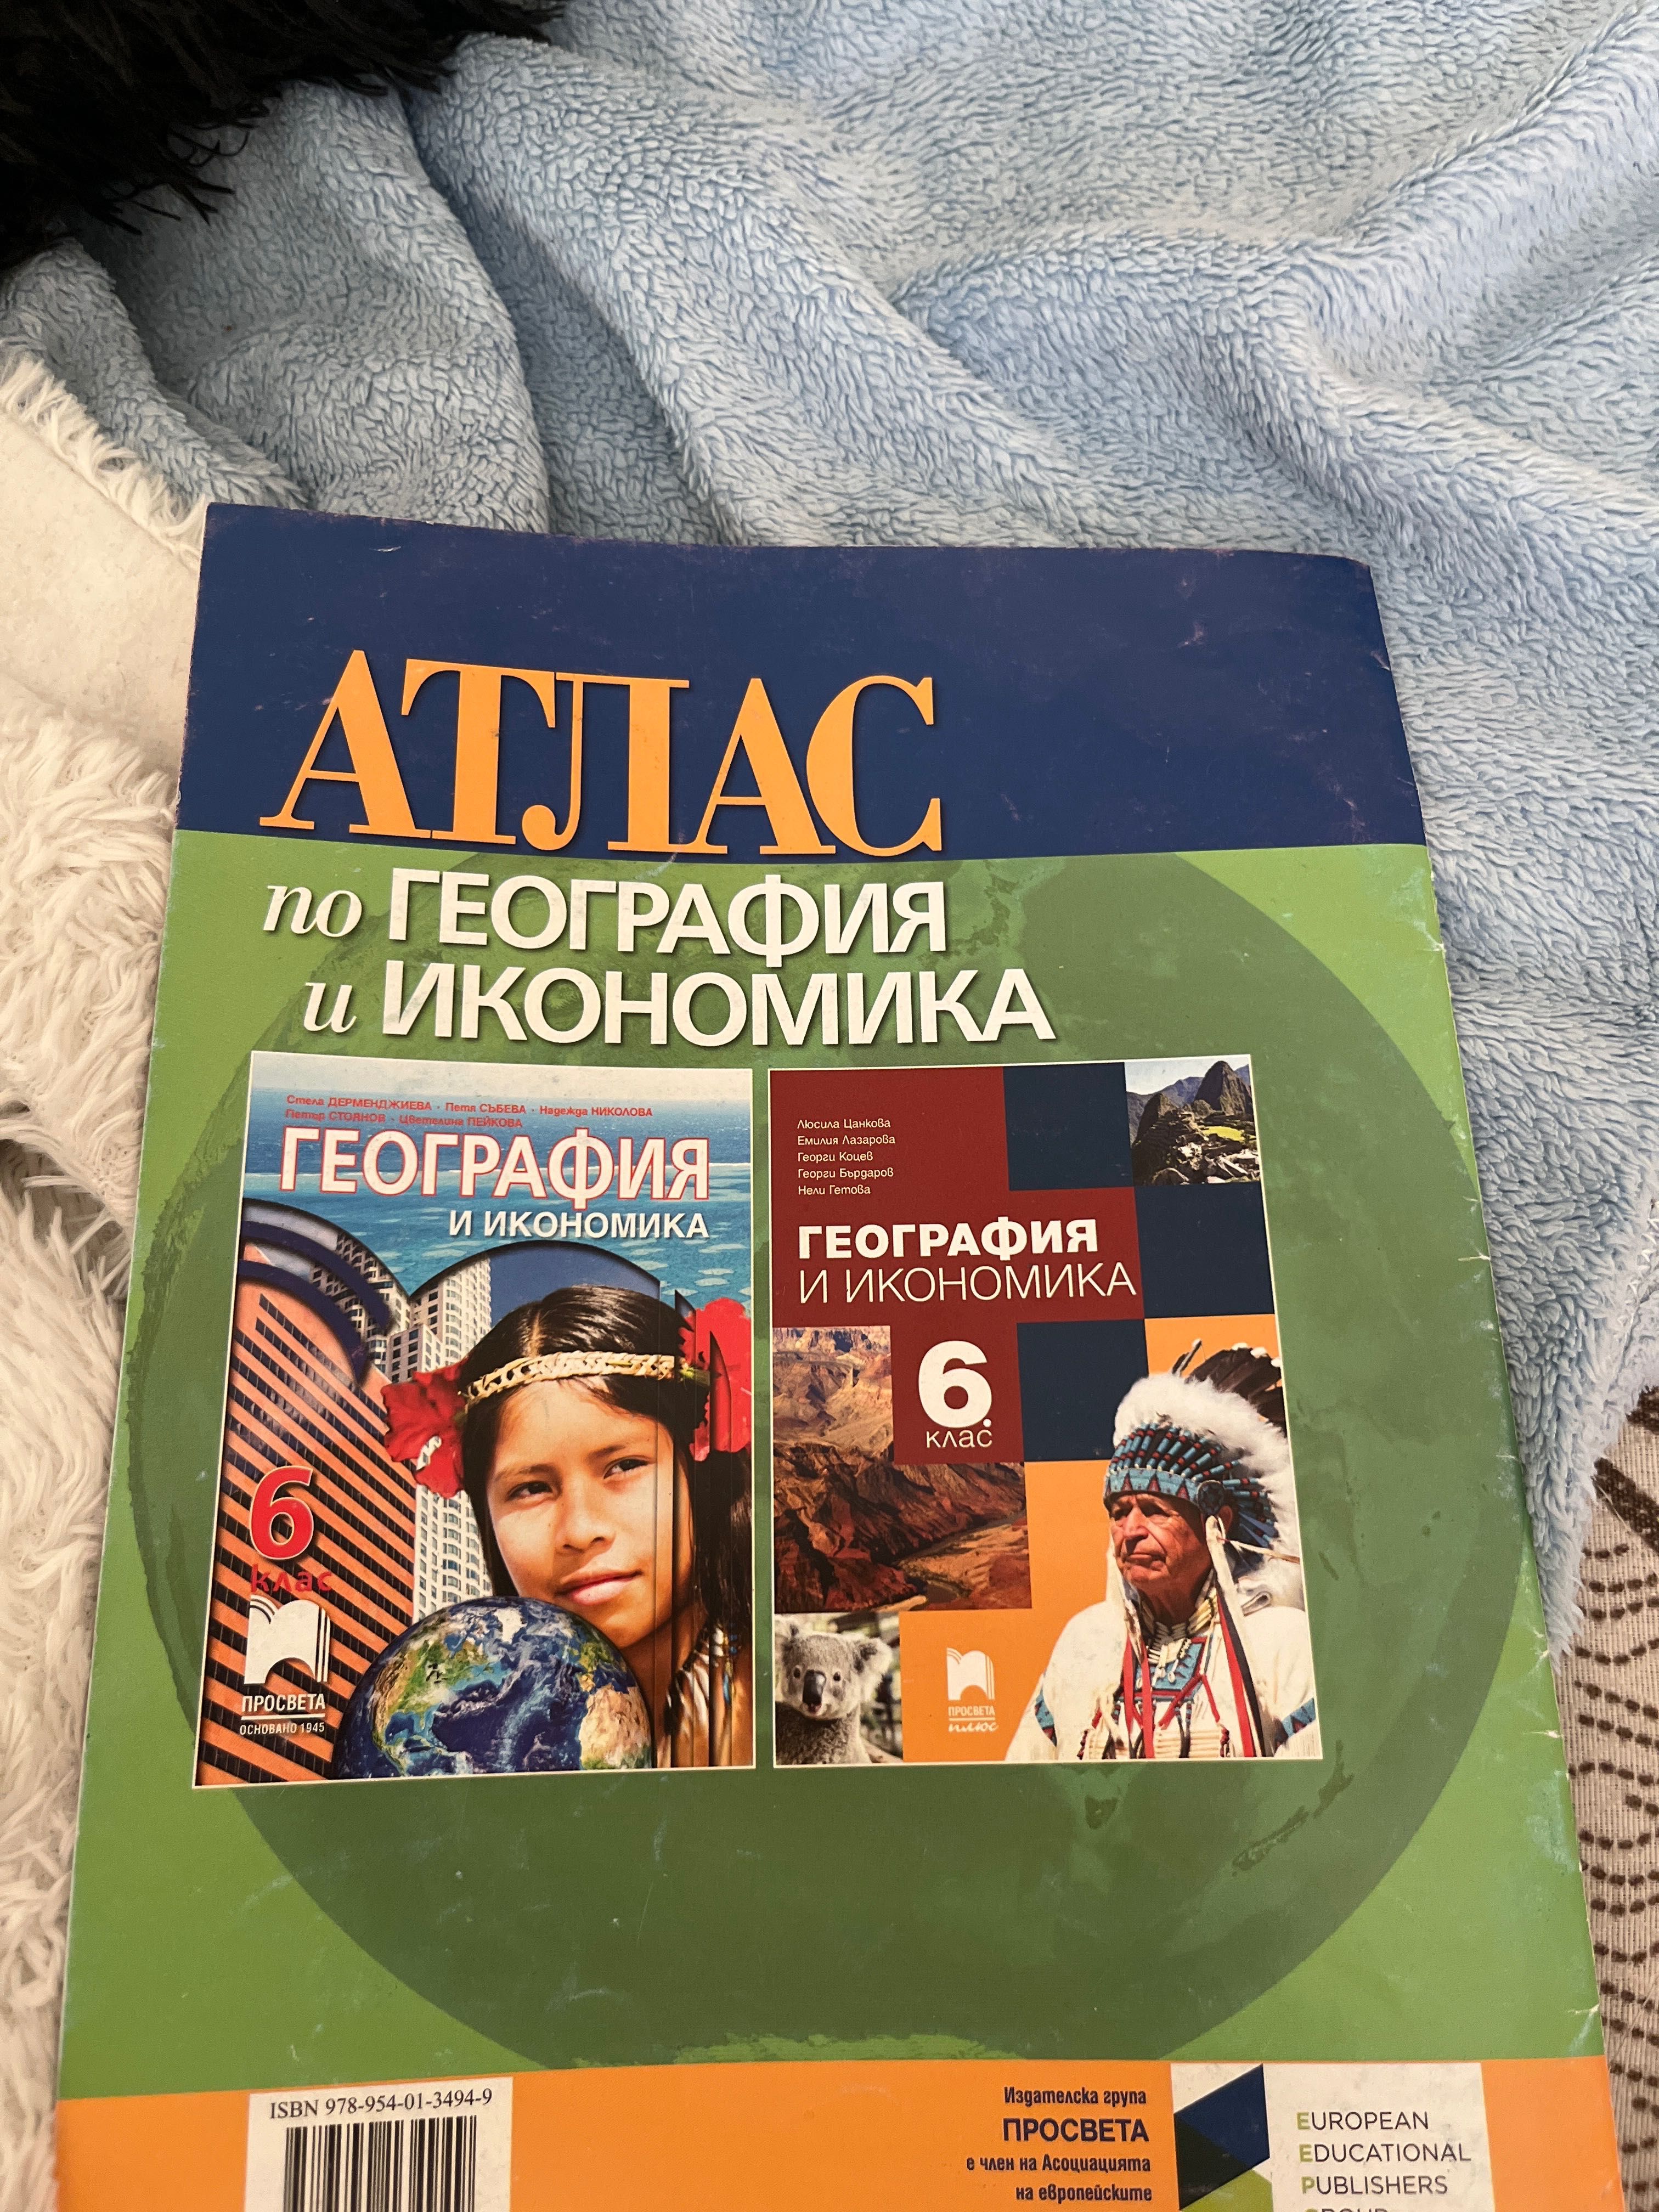 АТЛАС
по ГЕОГРАФИЯ
и ИКОНОМИКА
Стела ДЕРМЕНДЖИЕВА · Петя СЪБЕВА · Надежда НИКОЛОВА
Петър СТОЯНОВ · Цветелина ПЕЙКОВА
ГЕОГРАФИЯ
И ИКОНОМИКА
6
клас
ПРОСВЕТА
ОСНОВАНО 1945
Люсила Цанкова
Емилия Лазарова
Георги Коцев
Георги Бърдаров
Нели Гетова
ГЕОГРАФИЯ
И ИКОНОМИКА
6.
клас
ПРОСВЕТА
плюс
ISBN 978-954-01-3494-9
Издателска група
ПРОСВЕТА
е член на Асоциацията
на европейските
EUROPEAN
EDUCATIONAL
PUBLISHERS